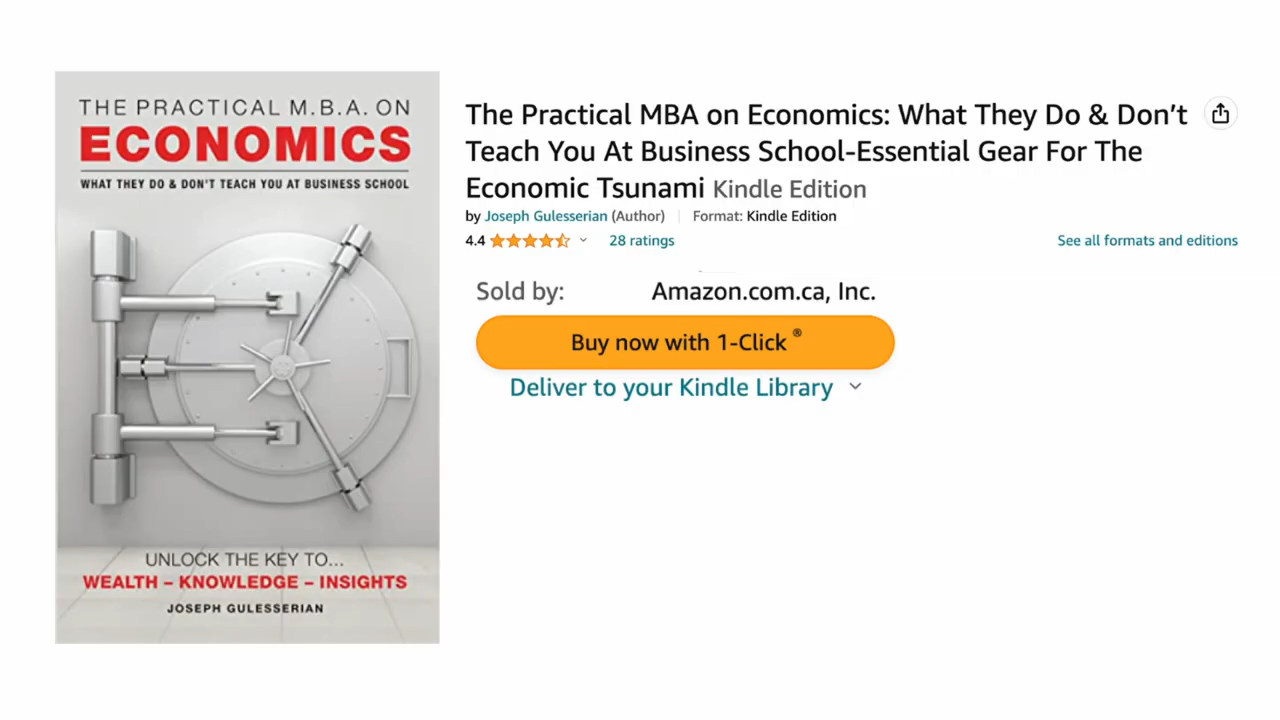 THE PRACTICAL M.B.A. ON
ECONOMICS
WHAT THEY DO & DON'T TEACH YOU AT BUSINESS SCHOOL
UNLOCK THE KEY TO...
WEALTH – KNOWLEDGE – INSIGHTS
JOSEPH GULESSERIAN
The Practical MBA on Economics: What They Do & Don't
Teach You At Business School-Essential Gear For The
Economic Tsunami Kindle Edition
by Joseph Gulesserian (Author) Format: Kindle Edition
4.4 28 ratings
See all formats and editions
Sold by: Amazon.com.ca, Inc.
Buy now with 1-Click ®
Deliver to your Kindle Library